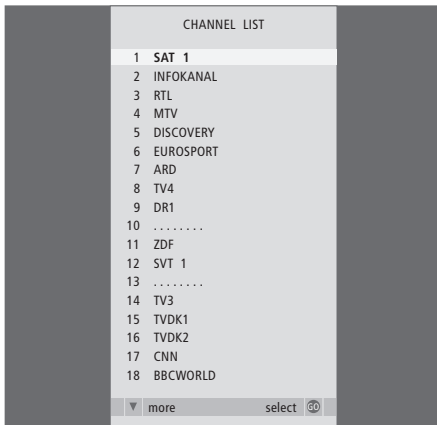 CHANNEL LIST
1 SAT 1
2 INFOKANAL
3 RTL
4 MTV
5 DISCOVERY
6 EUROSPORT
7 ARD
8 TV4
9 DR1
10 ........
11 ZDF
12 SVT 1
13 ........
14 TV3
15 TVDK1
16 TVDK2
17 CNN
18 BBCWORLD
▼ more select GO